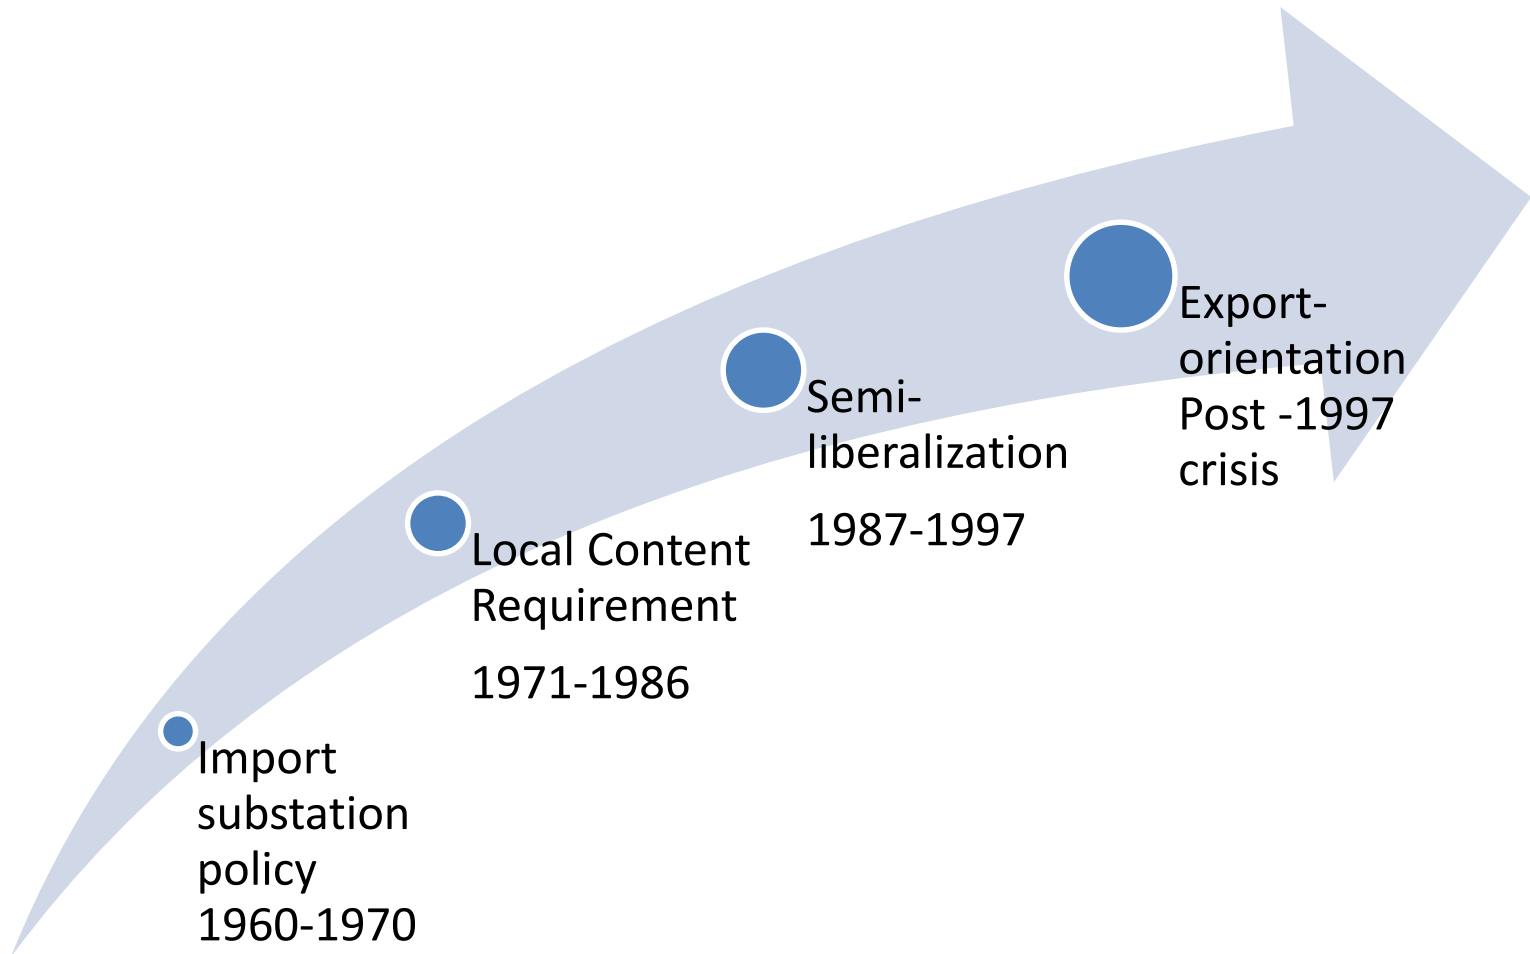 Import
substation
policy
1960-1970
Local Content
Requirement
1971-1986
Semi-
liberalization
1987-1997
Export-
orientation
Post -1997
crisis